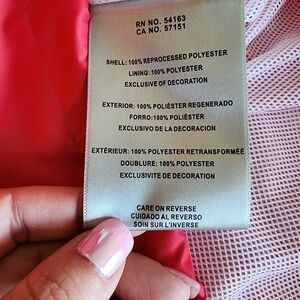 RN NO. 54163
CA NO. 57151
SHELL: 100% REPROCESSED POLYESTER
LINING: 100% POLYESTER
EXCLUSIVE OF DECORATION
EXTERIOR: 100% POLIÉSTER REGENERADO
FORRO: 100% POLIÉSTER
EXCLUSIVO DE LA DECORACION
EXTÉRIEUR: 100% POLYESTER RETRANSFORMÉ
DOUBLURE: 100% POLYESTER
EXCLUSIVITE DE DECORATION
CARE ON REVERSE
CUIDADO AL REVERSO
SOIN SUR L'INVERSE